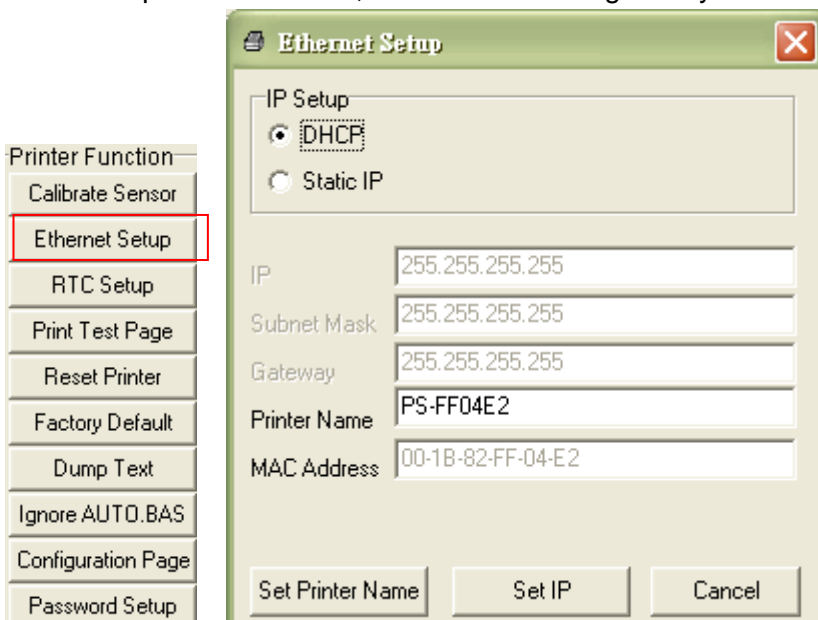 Printer Function
Calibrate Sensor
Ethernet Setup
RTC Setup
Print Test Page
Reset Printer
Factory Default
Dump Text
Ignore AUTO.BAS
Configuration Page
Password Setup
Ethernet Setup
IP Setup
DHCP
Static IP
IP 255.255.255.255
Subnet Mask 255.255.255.255
Gateway 255.255.255.255
Printer Name PS-FF04E2
MAC Address 00-1B-82-FF-04-E2
Set Printer Name Set IP Cancel